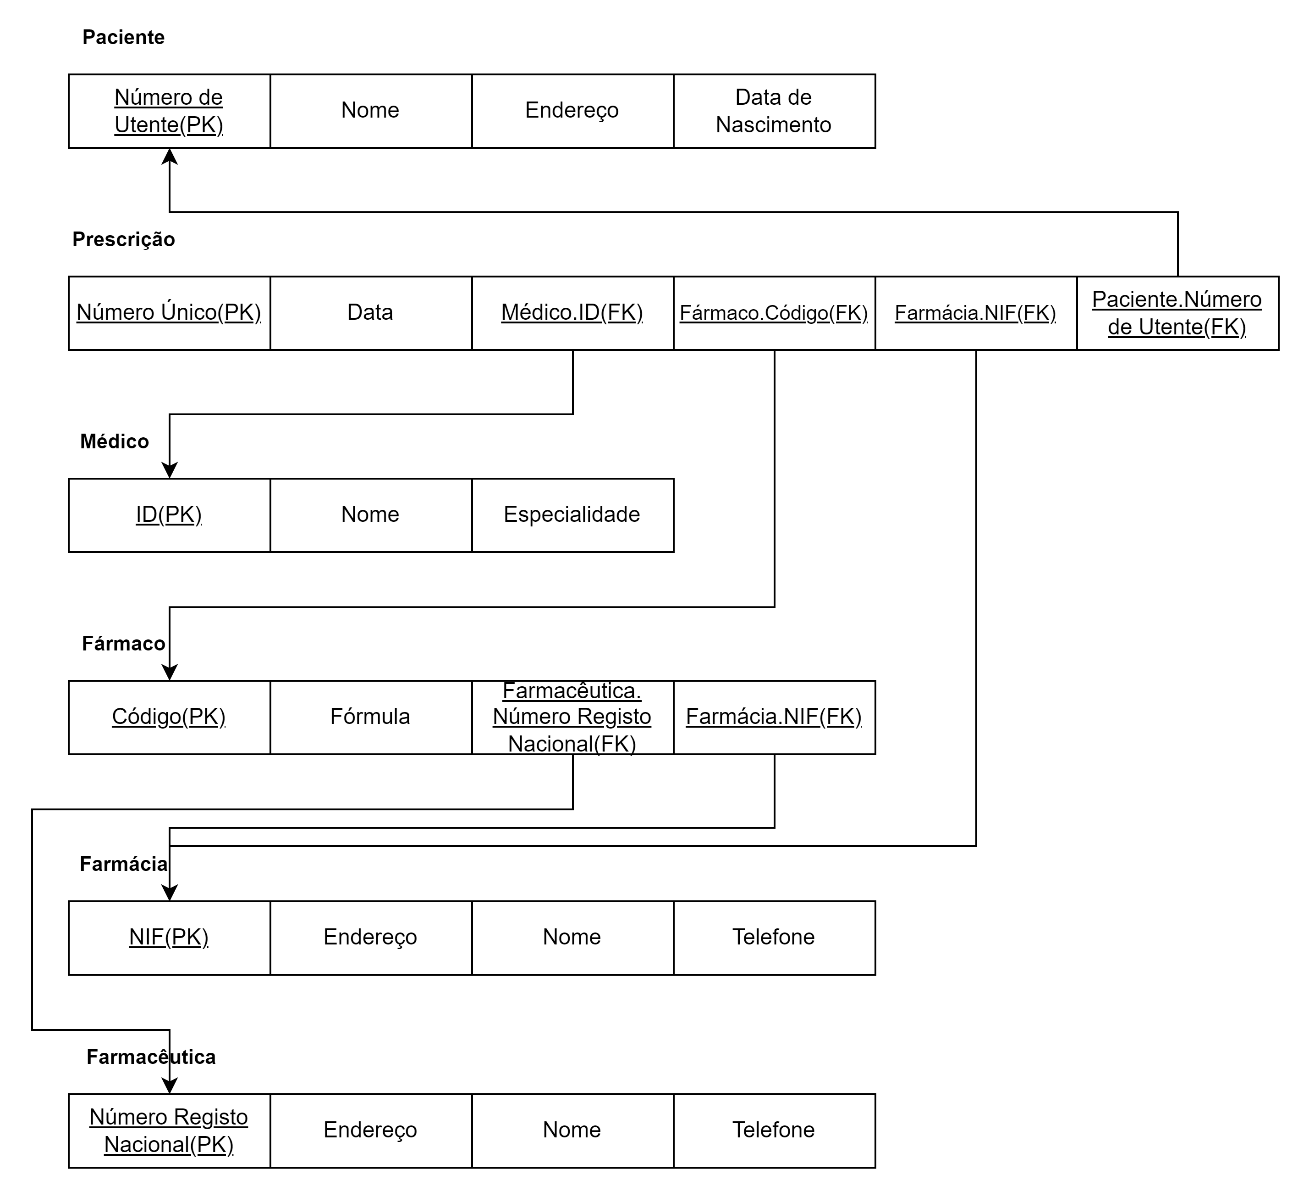 Paciente
Número de
Utente(PK)
Nome
Endereço
Data de
Nascimento
Prescrição
Número Único(PK)
Data
Médico.ID(FK)
Fármaco.Código(FK)
Farmácia.NIF(FK)
Paciente.Número
de Utente(FK)
Médico
ID(PK)
Nome
Especialidade
Fármaco
Código(PK)
Fórmula
Farmacêutica.
Número Registo
Nacional(FK)
Farmácia.NIF(FK)
Farmácia
NIF(PK)
Endereço
Nome
Telefone
Farmacêutica
Número Registo
Nacional(PK)
Endereço
Nome
Telefone